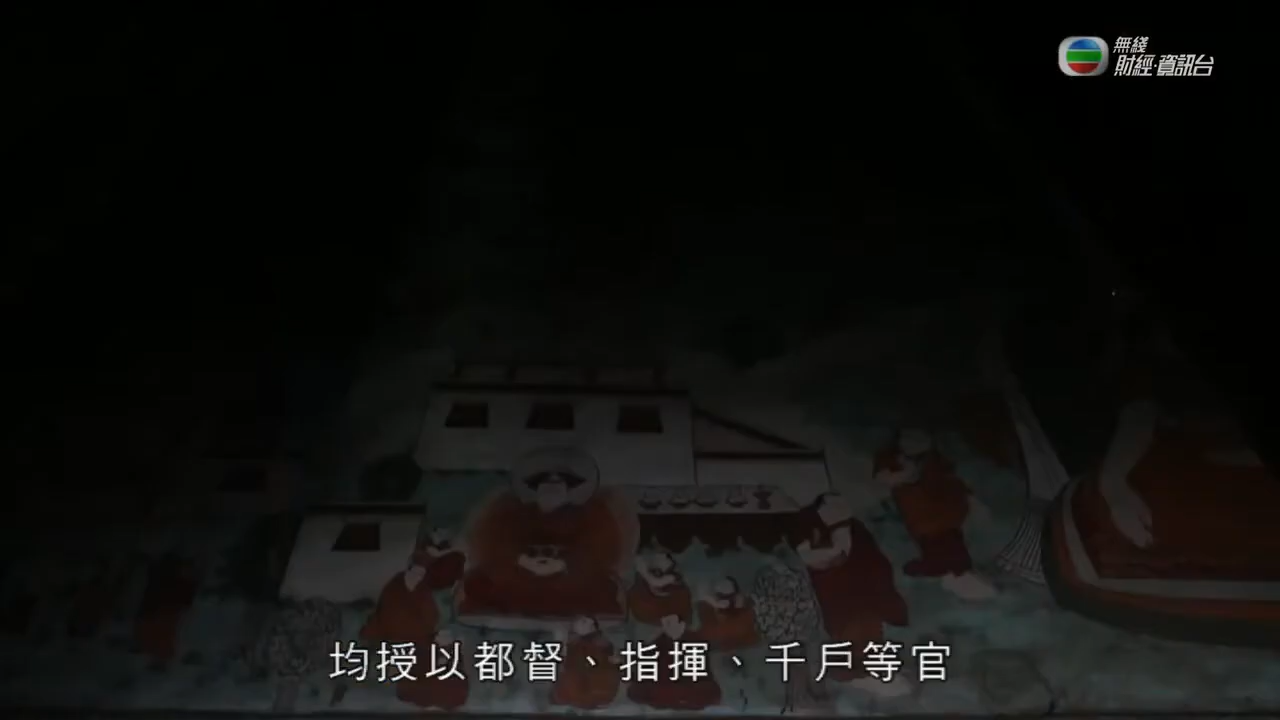 無綫
財經·資訊台
均授以都督、指揮、千戶等官